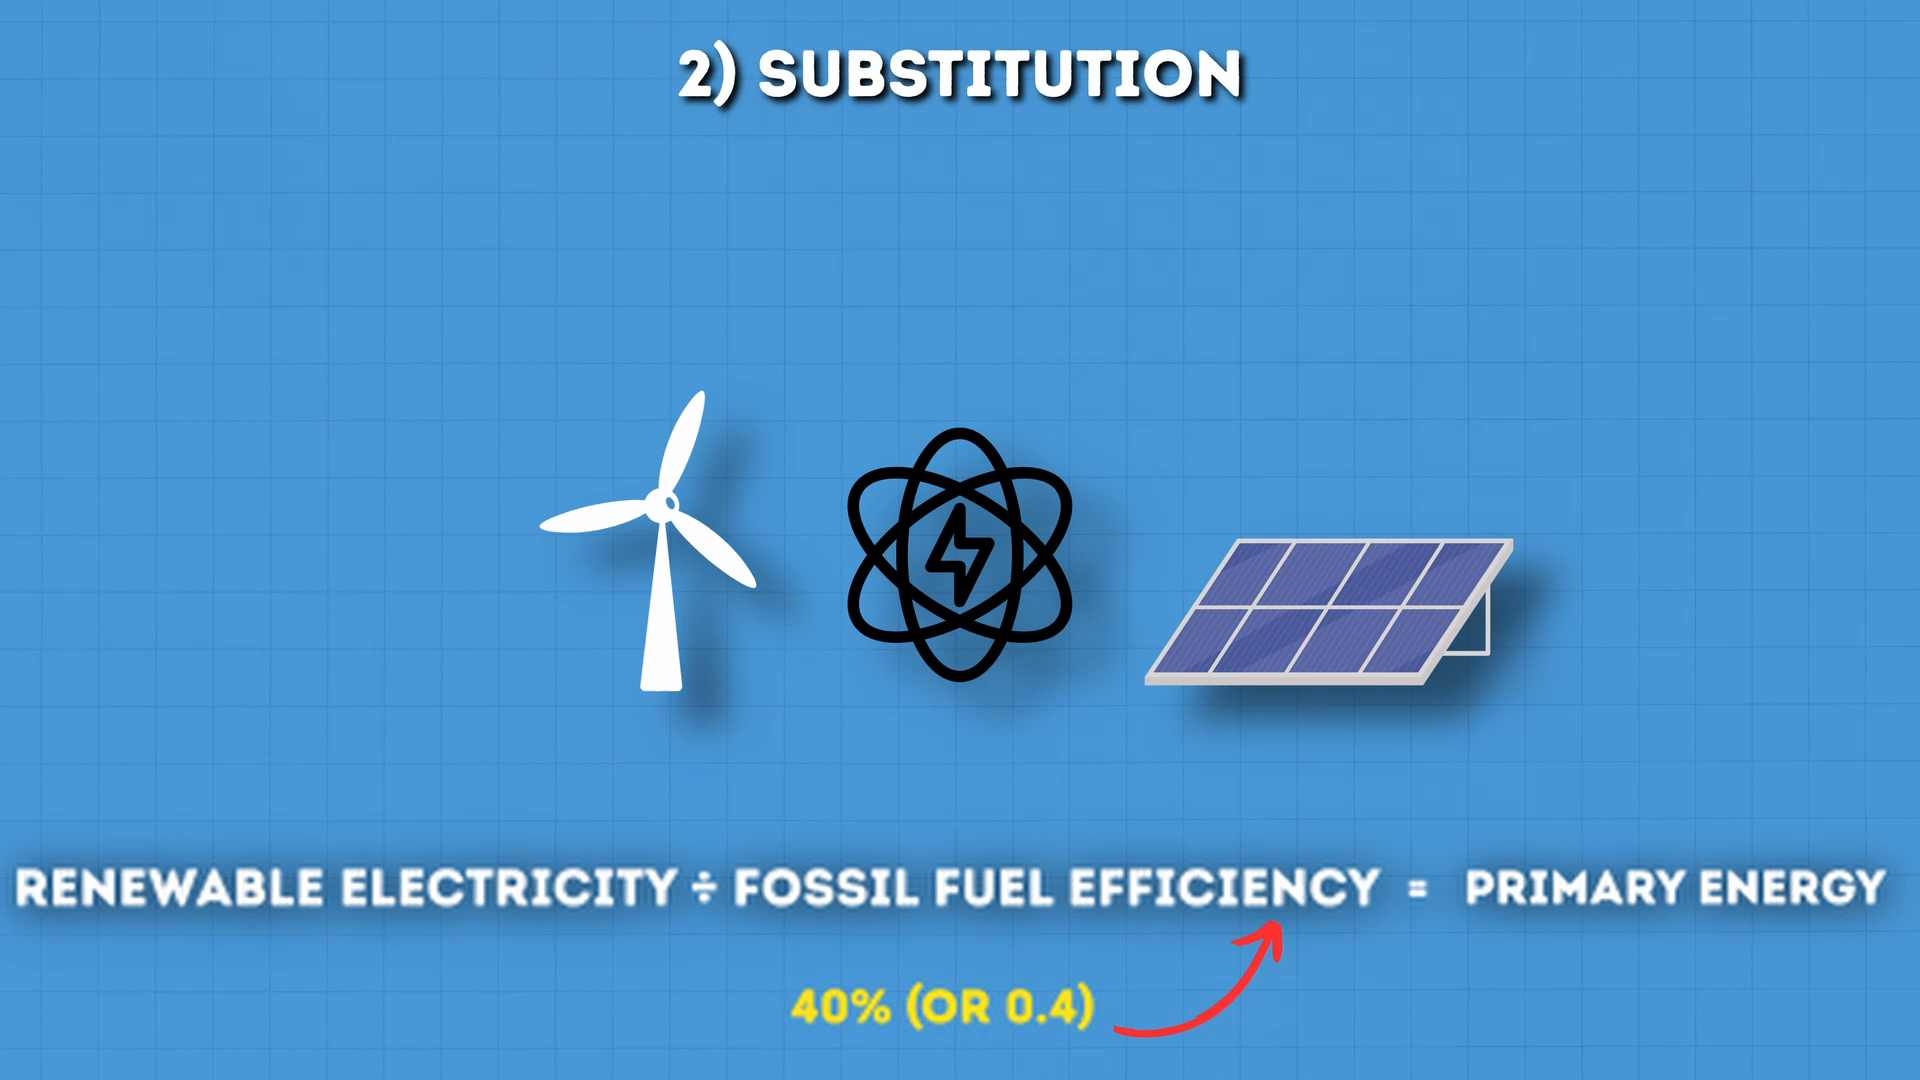 2) SUBSTITUTION
RENEWABLE ELECTRICITY ÷ FOSSIL FUEL EFFICIENCY = PRIMARY ENERGY
40% (OR 0.4)